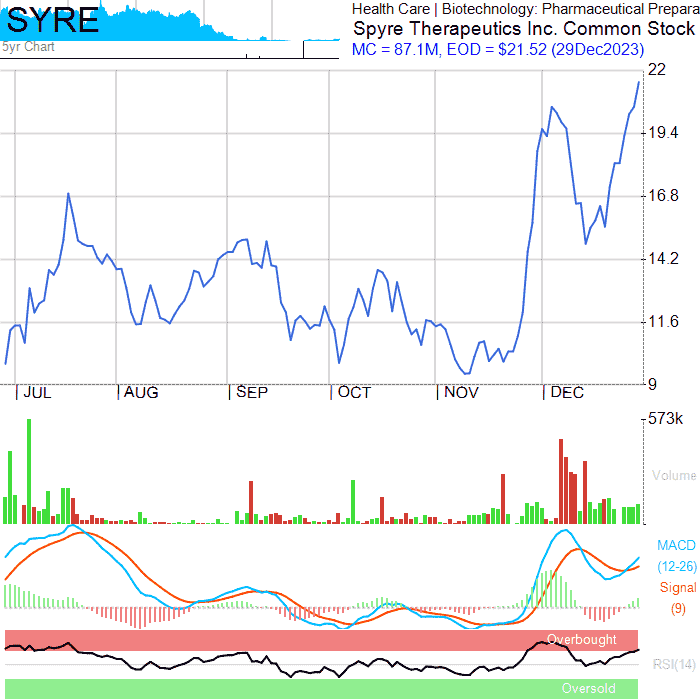 SYRE
5yr Chart
Health Care | Biotechnology: Pharmaceutical Prepara
Spyre Therapeutics Inc. Common Stock
MC = 87.1M, EOD = $21.52 (29Dec2023)
22
19.4
16.8
14.2
11.6
9
JUL
AUG
SEP
OCT
NOV
DEC
573k
Volume
MACD
(12-26)
Signal
(9)
Overbought
RSI(14)
Oversold